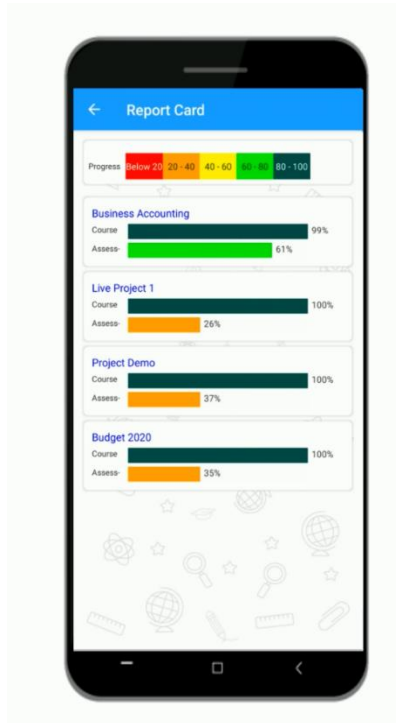 Report Card
Progress Below 20 20 - 40 40 - 60 60 - 80 80 - 100
Business Accounting
Course 99%
Assess- 61%
Live Project 1
Course 100%
Assess- 26%
Project Demo
Course 100%
Assess- 37%
Budget 2020
Course 100%
Assess- 35%